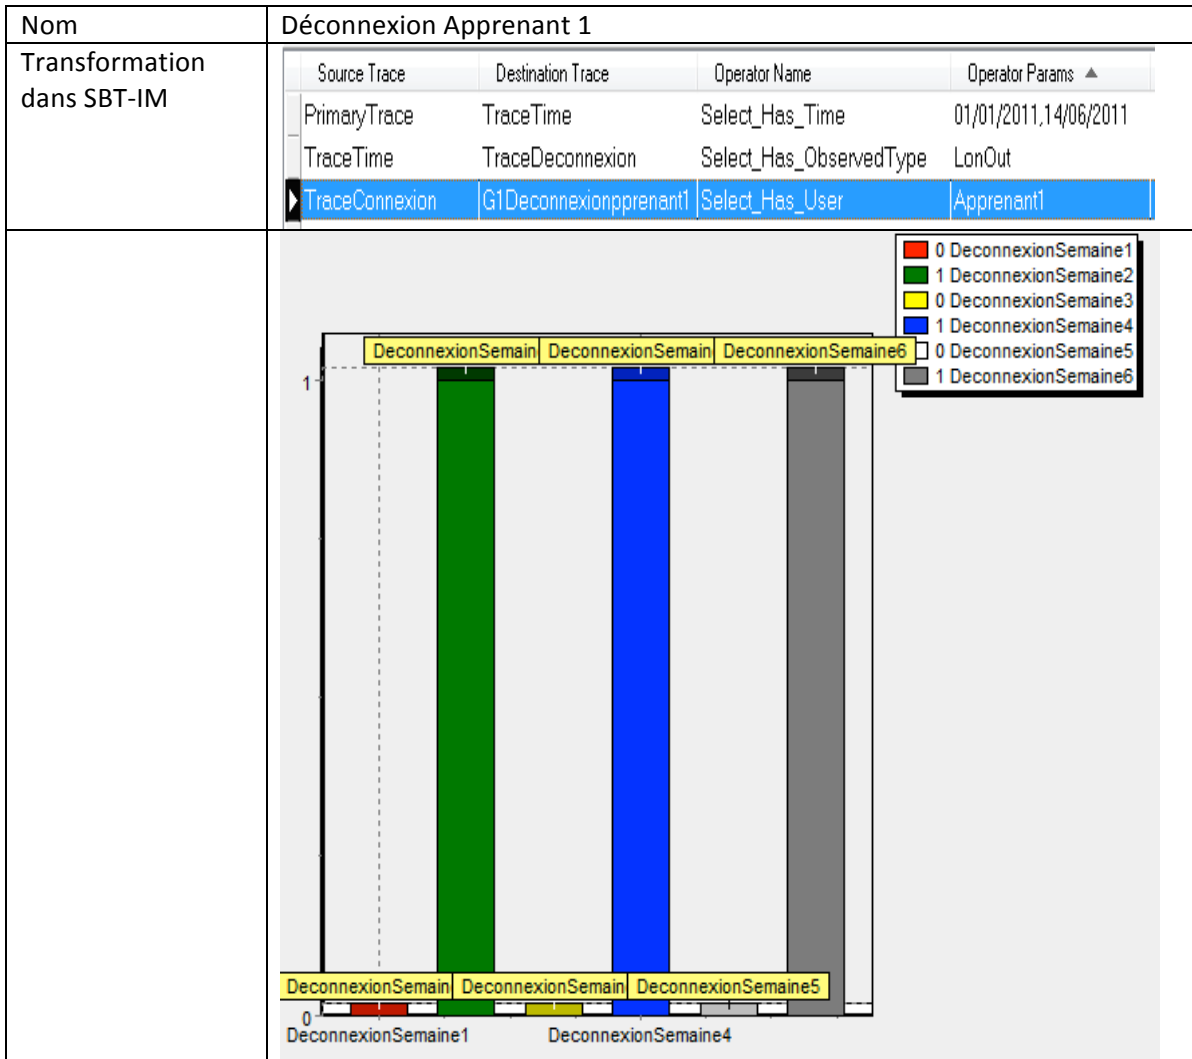 Nom
Déconnexion Apprenant 1
Transformation
dans SBT-IM
Source Trace Destination Trace Operator Name Operator Params
PrimaryTrace TraceTime Select_Has_Time 01/01/2011,14/06/2011
TraceTime TraceDeconnexion Select_Has_ObservedType LonOut
TraceConnexion G1Deconnexionpprenant1 Select_Has_User Apprenant1
0 DeconnexionSemaine1
1 DeconnexionSemaine2
0 DeconnexionSemaine3
1 DeconnexionSemaine4
0 DeconnexionSemaine5
1 DeconnexionSemaine6
DeconnexionSemain DeconnexionSemain DeconnexionSemaine6
1
DeconnexionSemain DeconnexionSemain DeconnexionSemaine5
0
DeconnexionSemaine1 DeconnexionSemaine4